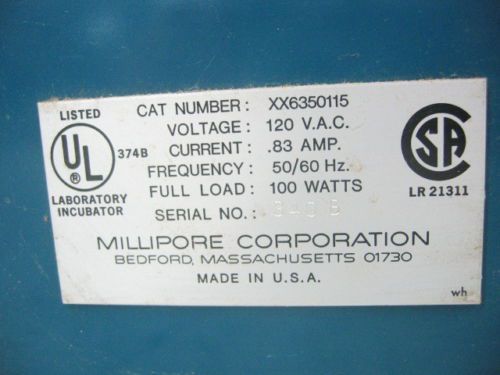 LISTED
UL
®
374B
LABORATORY
INCUBATOR
CAT NUMBER: XX6350115
VOLTAGE: 120 V.A.C.
CURRENT: .83 AMP.
FREQUENCY: 50/60 Hz.
FULL LOAD: 100 WATTS
SERIAL NO.:
SA
LR 21311
MILLIPORE CORPORATION
BEDFORD, MASSACHUSETTS 01730
MADE IN U.S.A.
wh